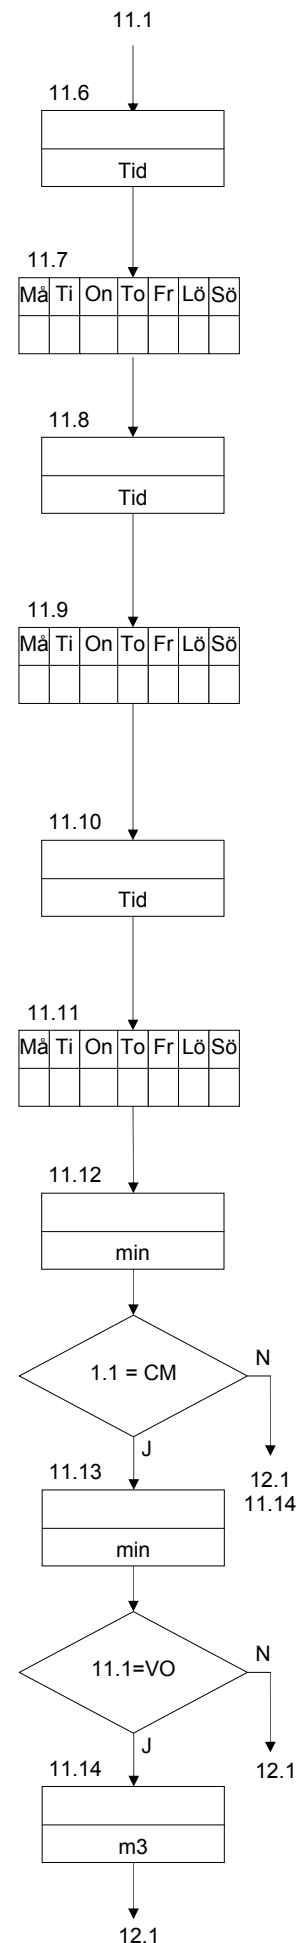 11.1
11.6
Tid
11.7
Må Ti On To Fr Lö Sö
11.8
Tid
11.9
Må Ti On To Fr Lö Sö
11.10
Tid
11.11
Må Ti On To Fr Lö Sö
11.12
min
1.1 = CM
N
J
12.1
11.14
11.13
min
11.1=VO
N
J
12.1
11.14
m3
12.1